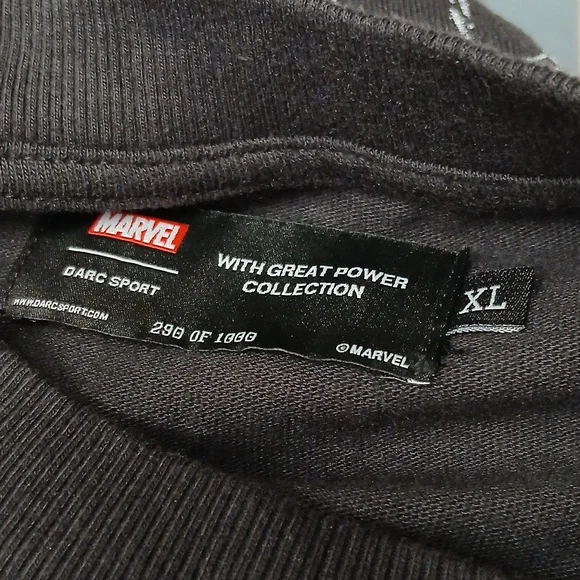 MARVEL
DARC SPORT
WWW.DARCSPORT.COM
WITH GREAT POWER
COLLECTION
290 OF 1000
©MARVEL
XL